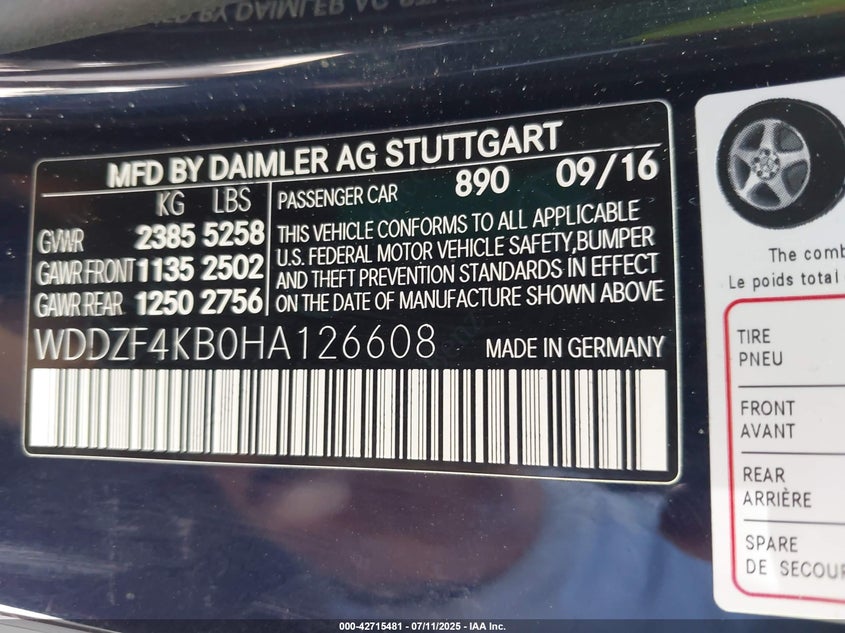 MFD BY DAIMLER AG STUTTGART
KG LBS
GVWR 2385 5258
GAWR FRONT 1135 2502
GAWR REAR 1250 2756
PASSENGER CAR 890 09/16
THIS VEHICLE CONFORMS TO ALL APPLICABLE
U.S. FEDERAL MOTOR VEHICLE SAFETY,BUMPER
AND THEFT PREVENTION STANDARDS IN EFFECT
ON THE DATE OF MANUFACTURE SHOWN ABOVE
WDDZF4KB0HA126608 MADE IN GERMANY
The comb
Le poids total
TIRE
PNEU
FRONT
AVANT
REAR
ARRIÈRE
SPARE
DE SECOUR
000-42715481 - 07/11/2025 - IAA Inc.